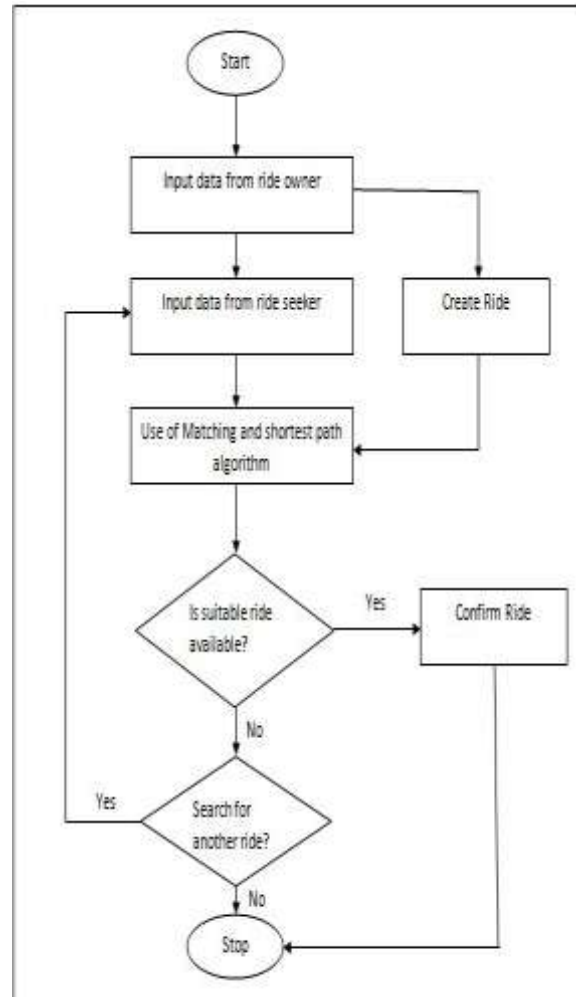 Start
Input data from ride owner
Input data from ride seeker
Create Ride
Use of Matching and shortest path
algorithm
Is suitable ride
available?
Yes
Confirm Ride
No
Yes
Search for
another ride?
No
Stop